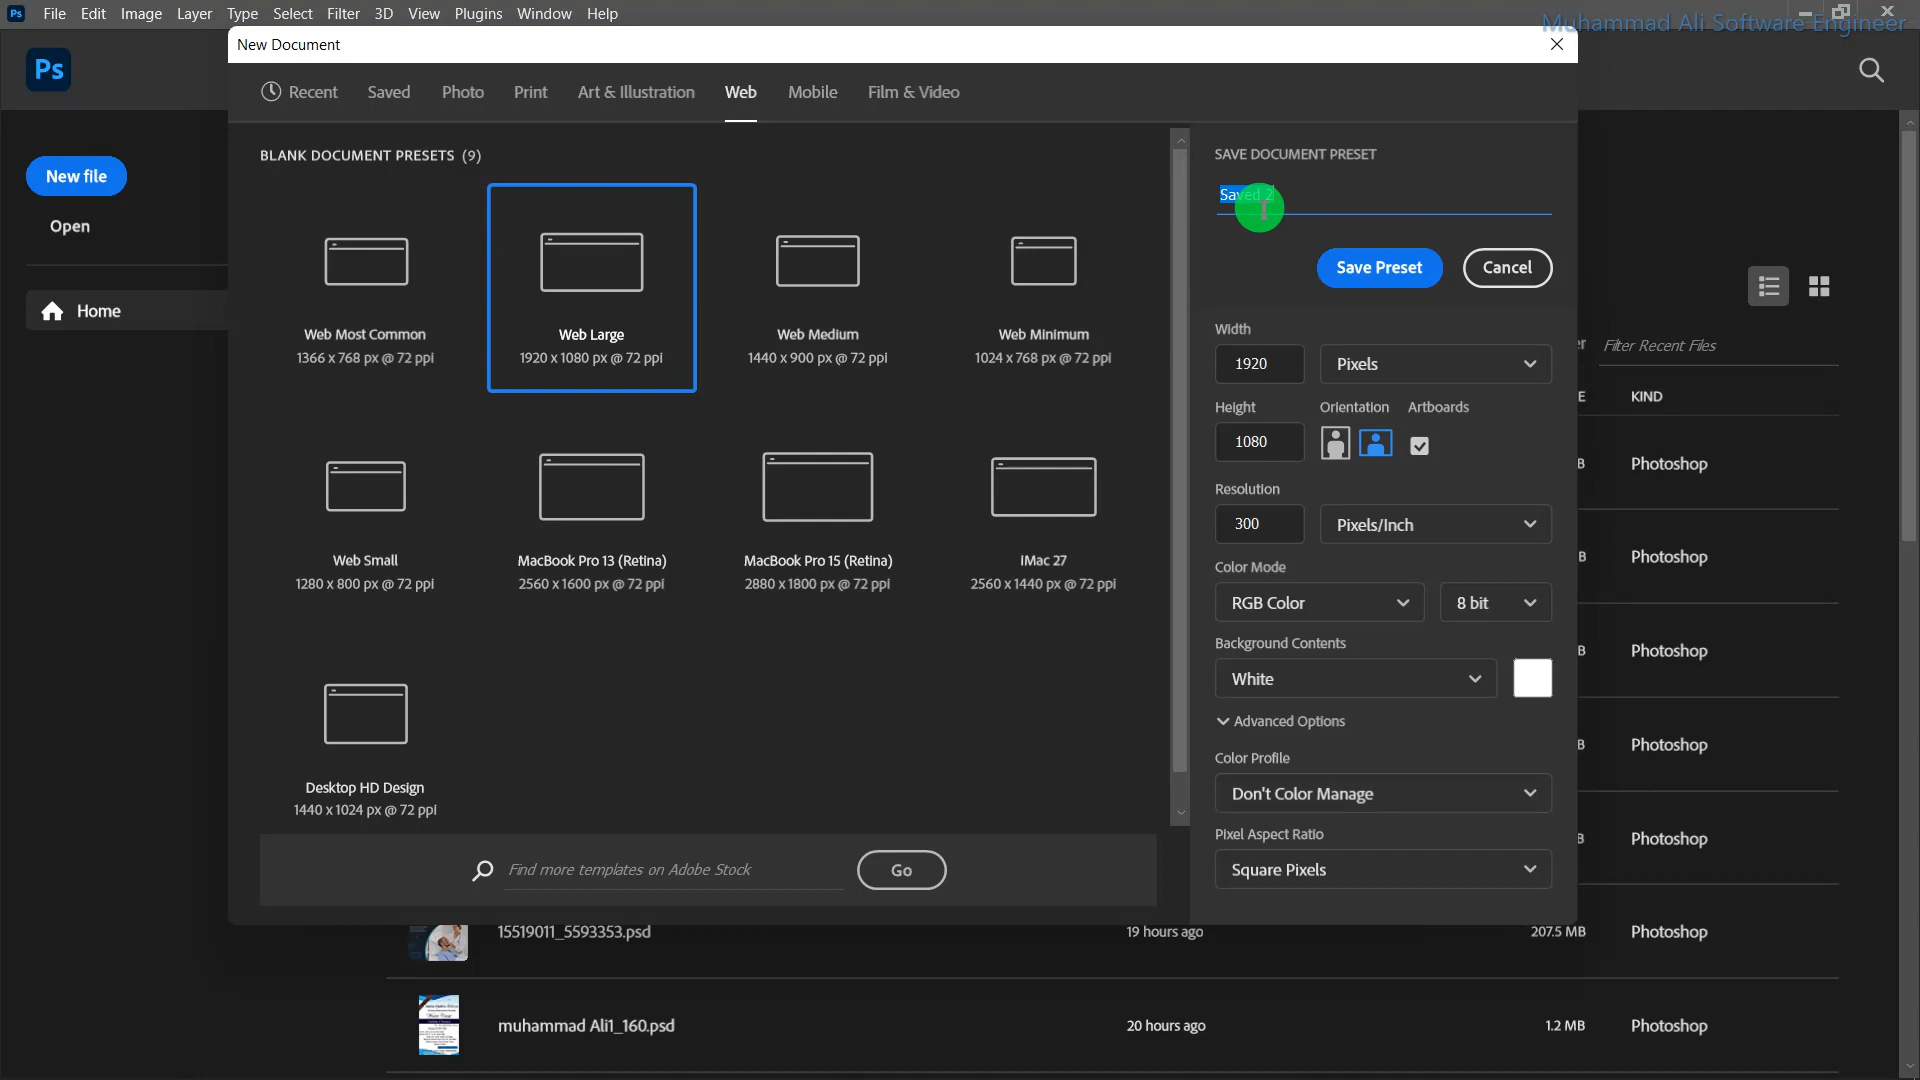 Ps File Edit Image Layer Type Select Filter 3D View Plugins Window Help
Muhammad Ali Software Engineer
New Document
Ps
Recent Saved Photo Print Art & Illustration Web Mobile Film & Video
New file
Open
Home
BLANK DOCUMENT PRESETS (9)
Web Most Common
1366 x 768 px @ 72 ppi
Web Large
1920 x 1080 px @ 72 ppi
Web Medium
1440 x 900 px @ 72 ppi
Web Minimum
1024 x 768 px @ 72 ppi
Web Small
1280 x 800 px @ 72 ppi
MacBook Pro 13 (Retina)
2560 x 1600 px @ 72 ppi
MacBook Pro 15 (Retina)
2880 x 1800 px @ 72 ppi
iMac 27
2560 x 1440 px @ 72 ppi
Desktop HD Design
1440 x 1024 px @ 72 ppi
Find more templates on Adobe Stock
Go
SAVE DOCUMENT PRESET
Saved 2
Save Preset Cancel
Width
1920 Pixels
Height Orientation Artboards
1080
Resolution
300 Pixels/Inch
Color Mode
RGB Color 8 bit
Background Contents
White
Advanced Options
Color Profile
Don't Color Manage
Pixel Aspect Ratio
Square Pixels
Filter Recent Files
KIND
Photoshop
Photoshop
Photoshop
Photoshop
Photoshop
15519011_5593353.psd 19 hours ago 207.5 MB Photoshop
muhammad Ali1_160.psd 20 hours ago 1.2 MB Photoshop